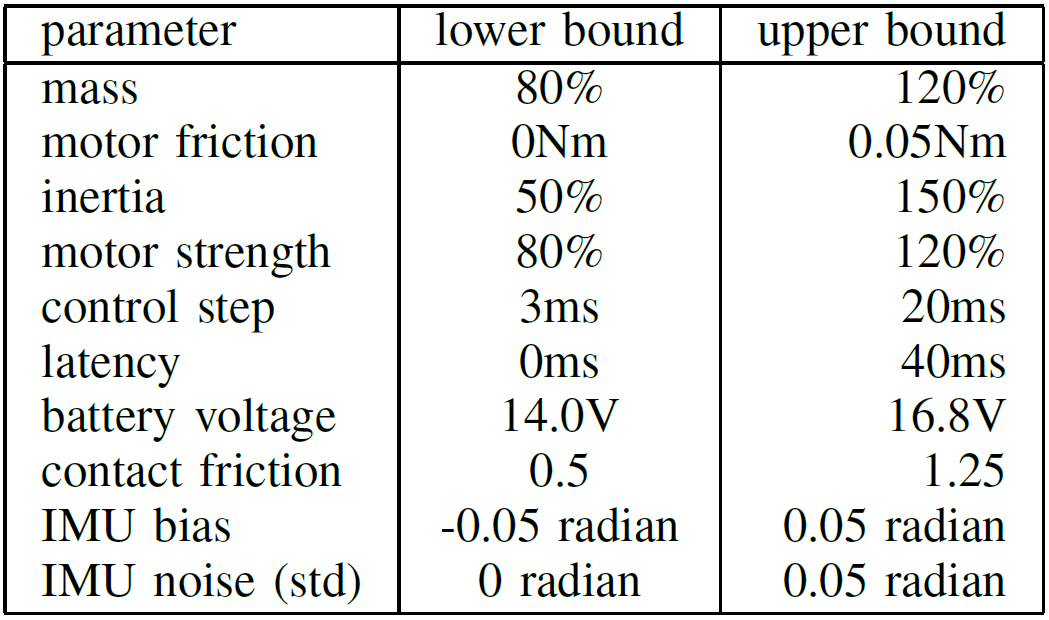 parameter lower bound upper bound
mass 80% 120%
motor friction 0Nm 0.05Nm
inertia 50% 150%
motor strength 80% 120%
control step 3ms 20ms
latency 0ms 40ms
battery voltage 14.0V 16.8V
contact friction 0.5 1.25
IMU bias -0.05 radian 0.05 radian
IMU noise (std) 0 radian 0.05 radian